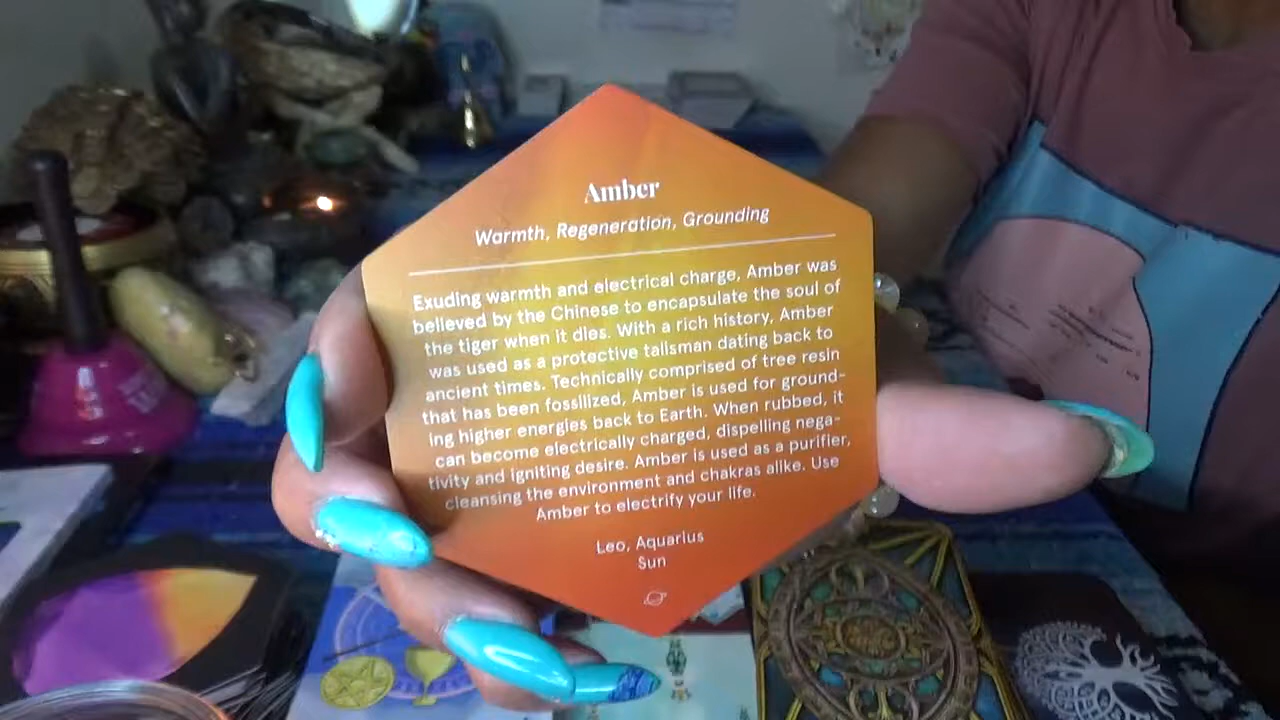 Amber
Warmth, Regeneration, Grounding
Exuding warmth and electrical charge, Amber was
believed by the Chinese to encapsulate the soul of
the tiger when it dies. With a rich history, Amber
was used as a protective talisman dating back to
ancient times. Technically comprised of tree resin
that has been fossilized, Amber is used for ground-
ing higher energies back to Earth. When rubbed, it
can become electrically charged, dispelling nega-
tivity and igniting desire. Amber is used as a purifier,
cleansing the environment and chakras alike. Use
Amber to electrify your life.
Leo, Aquarius
Sun